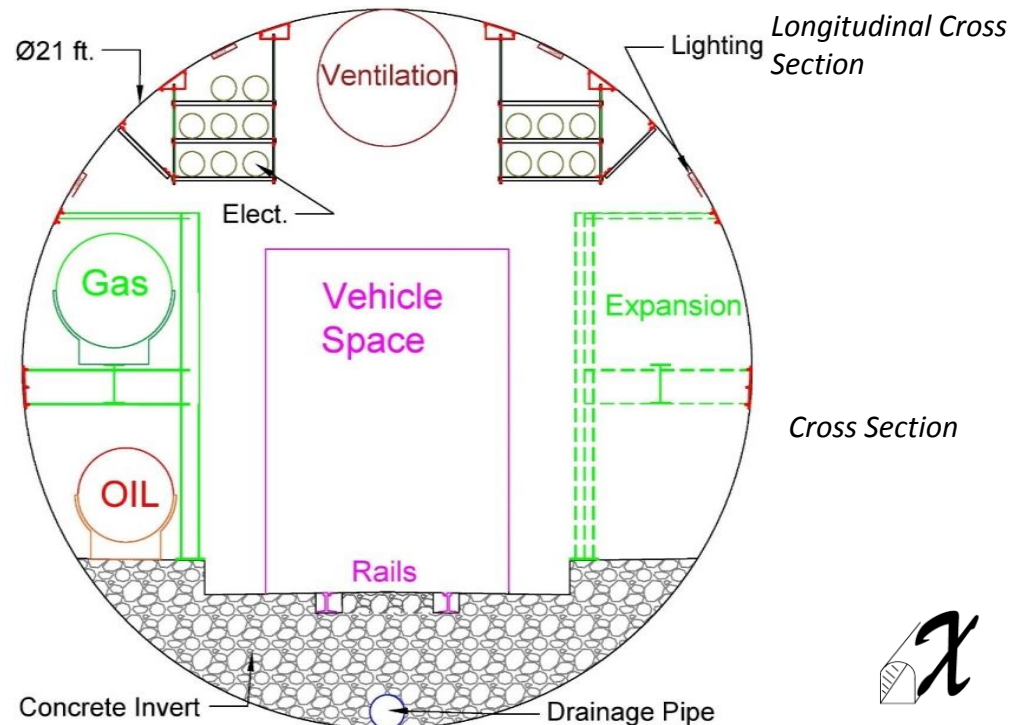 Longitudinal Cross
Section
Ø21 ft.
Lighting
Ventilation
Elect.
Gas
Vehicle
Space
Expansion
Cross Section
OIL
Rails
Concrete Invert
Drainage Pipe
X